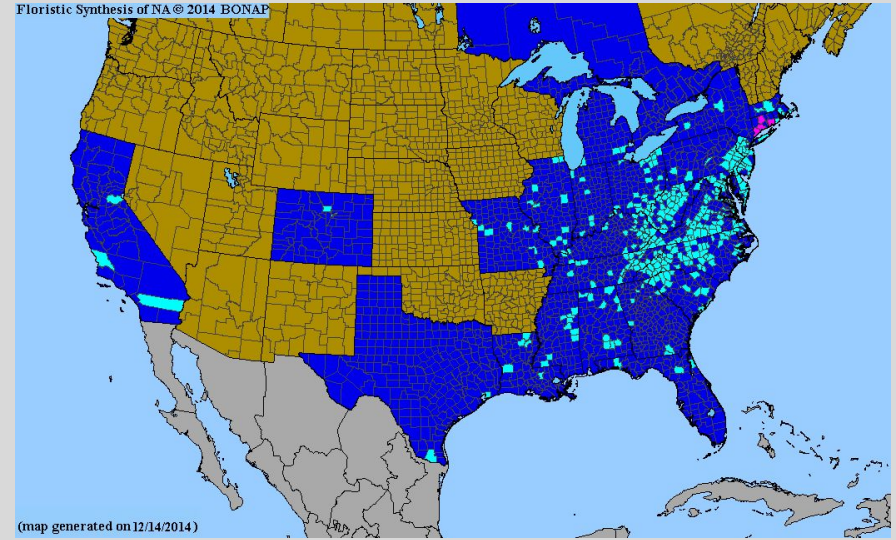 Floristic Synthesis of NA © 2014 BONAP
(map generated on 12/14/2014)